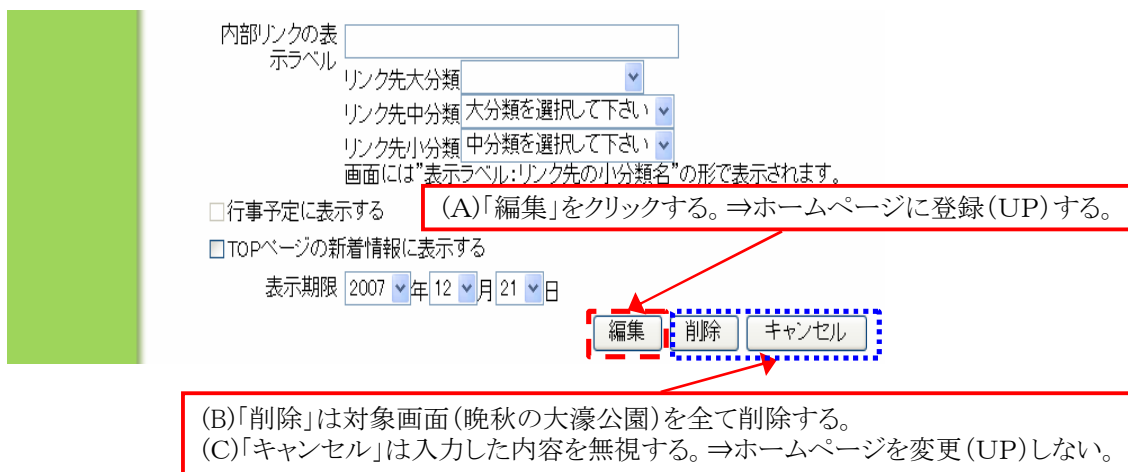 内部リンクの表
示ラベル
リンク先大分類
リンク先中分類 大分類を選択して下さい
リンク先小分類 中分類を選択して下さい
画面には"表示ラベル:リンク先の小分類名"の形で表示されます。
行事予定に表示する
(A)「編集」をクリックする。⇒ホームページに登録(UP)する。
TOPページの新着情報に表示する
表示期限 2007 年 12 月 21 日
編集 削除 キャンセル
(B)「削除」は対象画面(晩秋の大濠公園)を全て削除する。
(C)「キャンセル」は入力した内容を無視する。⇒ホームページを変更(UP)しない。